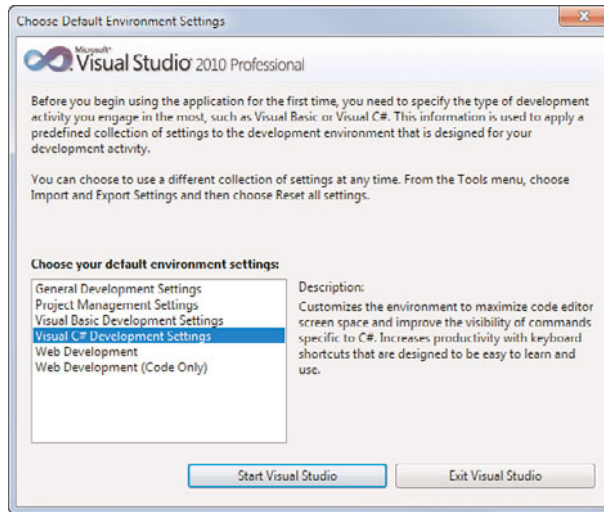 Choose Default Environment Settings
Microsoft®
Visual Studio 2010 Professional
Before you begin using the application for the first time, you need to specify the type of development
activity you engage in the most, such as Visual Basic or Visual C#. This information is used to apply a
predefined collection of settings to the development environment that is designed for your
development activity.
You can choose to use a different collection of settings at any time. From the Tools menu, choose
Import and Export Settings and then choose Reset all settings.
Choose your default environment settings:
General Development Settings
Project Management Settings
Visual Basic Development Settings
Visual C# Development Settings
Web Development
Web Development (Code Only)
Description:
Customizes the environment to maximize code editor
screen space and improve the visibility of commands
specific to C#. Increases productivity with keyboard
shortcuts that are designed to be easy to learn and
use.
Start Visual Studio
Exit Visual Studio